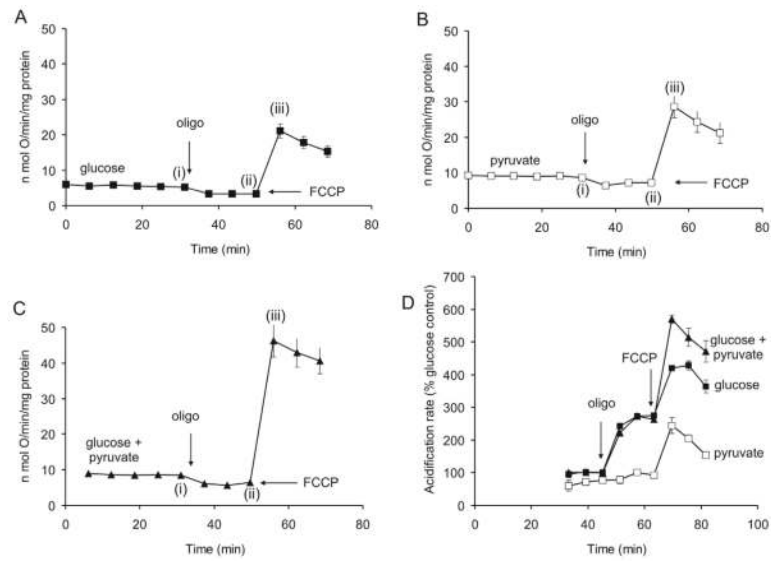 A
n mol O/min/mg protein
50
40
30
20
10
0
glucose
oligo
(i)
(ii)
(iii)
FCCP
0
20
40
60
80
Time (min)
B
n mol O/min/mg protein
50
40
30
20
10
0
pyruvate
oligo
(i)
(ii)
(iii)
FCCP
0
20
40
60
80
Time (min)
C
n mol O/min/mg protein
50
40
30
20
10
0
glucose +
pyruvate
oligo
(i)
(ii)
(iii)
FCCP
0
20
40
60
80
Time (min)
D
Acidification rate (% glucose control)
700
600
500
400
300
200
100
0
oligo
FCCP
glucose +
pyruvate
glucose
pyruvate
0
20
40
60
80
100
Time (min)